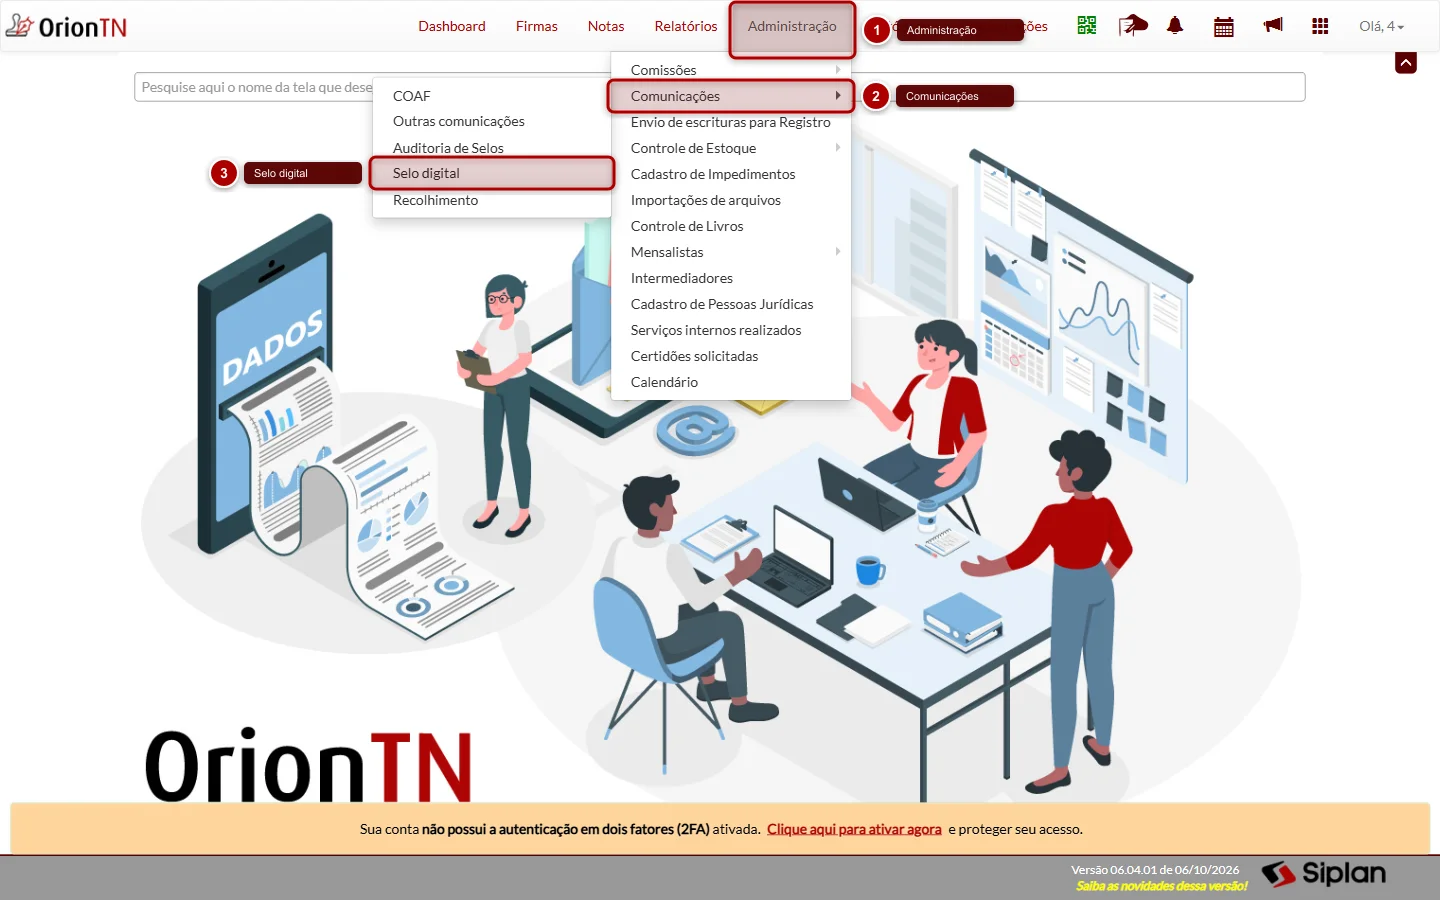 OrionTN
Dashboard
Firmas
Notas
Relatórios
Administração
1
Administração
ções
Olá, 4
Pesquise aqui o nome da tela que dese
Comissões
Comunicações
2
Comunicações
Envio de escrituras para Registro
Controle de Estoque
Cadastro de Impedimentos
Importações de arquivos
Controle de Livros
Mensalistas
Intermediadores
Cadastro de Pessoas Jurídicas
Serviços internos realizados
Certidões solicitadas
Calendário
COAF
Outras comunicações
Auditoria de Selos
3
Selo digital
Selo digital
Recolhimento
DADOS
@
OrionTN
Sua conta não possui a autenticação em dois fatores (2FA) ativada. Clique aqui para ativar agora e proteger seu acesso.
Versão 06.04.01 de 06/10/2026
Saiba as novidades dessa versão!
Siplan